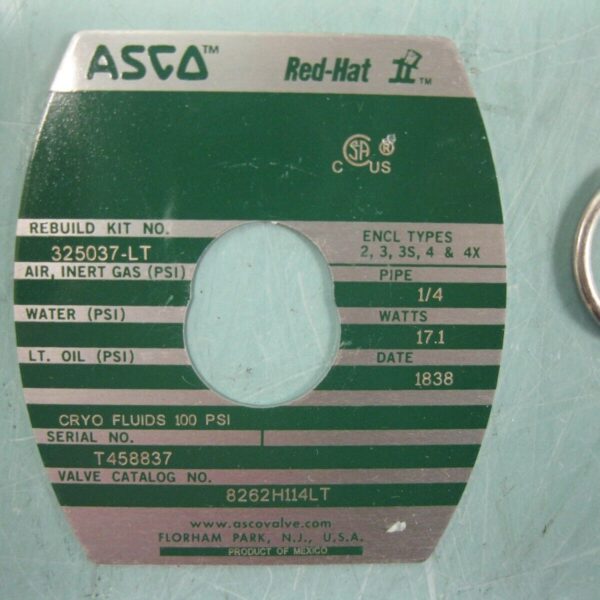 ASCO™ Red-Hat II™
SA ®
C US
REBUILD KIT NO.
325037-LT
AIR, INERT GAS (PSI)
WATER (PSI)
LT. OIL (PSI)
ENCL TYPES
2, 3, 3S, 4 & 4X
PIPE
1/4
WATTS
17.1
DATE
1838
CRYO FLUIDS 100 PSI
SERIAL NO.
T458837
VALVE CATALOG NO.
8262H114LT
www.ascovalve.com
FLORHAM PARK, N.J., U.S.A.
PRODUCT OF MEXICO